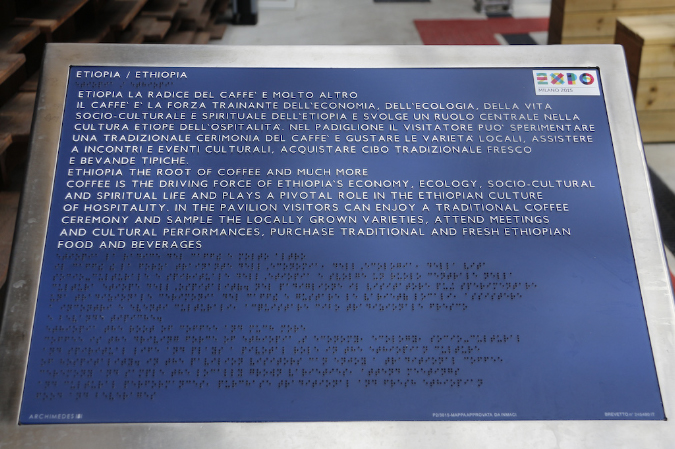 ETIOPIA / ETHIOPIA
EXPO
MILANO 2015
ETIOPIA LA RADICE DEL CAFFE' E MOLTO ALTRO
IL CAFFE' E' LA FORZA TRAINANTE DELL'ECONOMIA, DELL'ECOLOGIA, DELLA VITA
SOCIO-CULTURALE E SPIRITUALE DELL'ETIOPIA E SVOLGE UN RUOLO CENTRALE NELLA
CULTURA ETIOPE DELL'OSPITALITA'. NEL PADIGLIONE IL VISITATORE PUO' SPERIMENTARE
UNA TRADIZIONALE CERIMONIA DEL CAFFE' E GUSTARE LE VARIETA' LOCALI, ASSISTERE
A INCONTRI E EVENTI CULTURALI, ACQUISTARE CIBO TRADIZIONALE FRESCO
E BEVANDE TIPICHE.
ETHIOPIA THE ROOT OF COFFEE AND MUCH MORE
COFFEE IS THE DRIVING FORCE OF ETHIOPIA'S ECONOMY, ECOLOGY, SOCIO-CULTURAL
AND SPIRITUAL LIFE AND PLAYS A PIVOTAL ROLE IN THE ETHIOPIAN CULTURE
OF HOSPITALITY. IN THE PAVILION VISITORS CAN ENJOY A TRADITIONAL COFFEE
CEREMONY AND SAMPLE THE LOCALLY GROWN VARIETIES, ATTEND MEETINGS
AND CULTURAL PERFORMANCES, PURCHASE TRADITIONAL AND FRESH ETHIOPIAN
FOOD AND BEVERAGES
ARCHIMEDES
MAPPA APPROVATA DA
BREVETTO